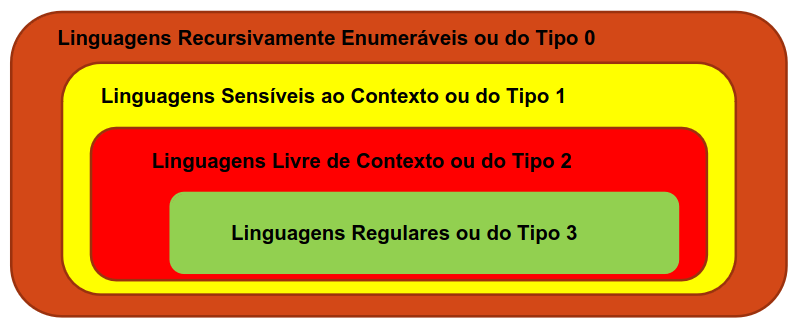 Linguagens Recursivamente Enumeráveis ou do Tipo 0
Linguagens Sensíveis ao Contexto ou do Tipo 1
Linguagens Livre de Contexto ou do Tipo 2
Linguagens Regulares ou do Tipo 3